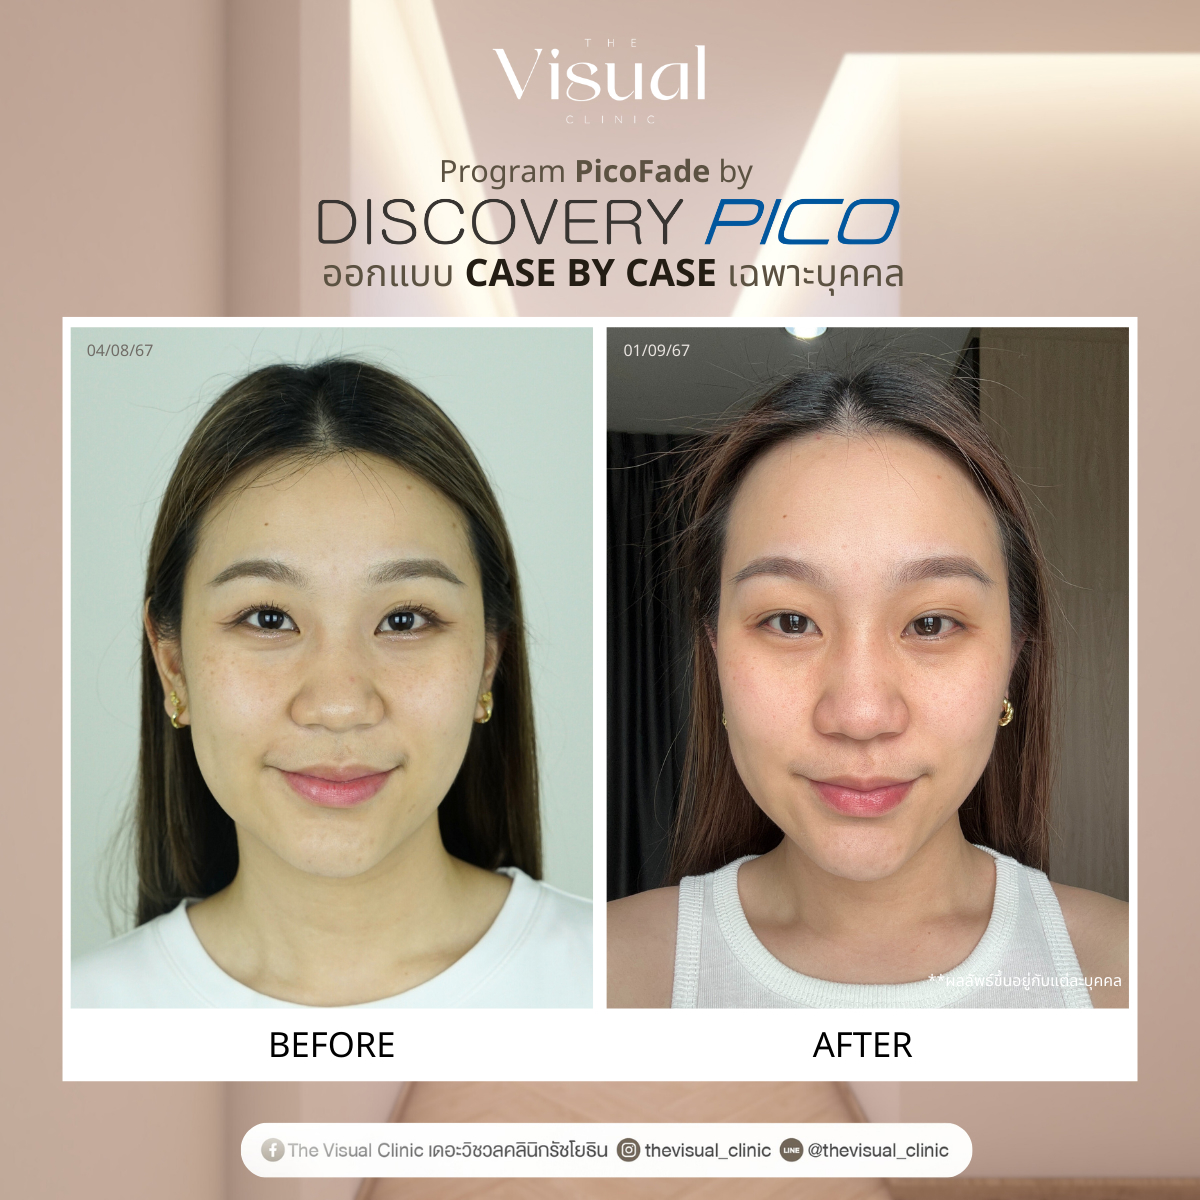 THE
Visual
CLINIC
Program PicoFade by
DISCOVERY PICO
ออกแบบ CASE BY CASE เฉพาะบุคคล
04/08/67
01/09/67
**ผลลัพธ์ขึ้นอยู่กับแต่ละบุคคล
BEFORE
AFTER
The Visual Clinic เดอะวิชวลคลินิกรัชโยธิน thevisual_clinic LINE @thevisual_clinic